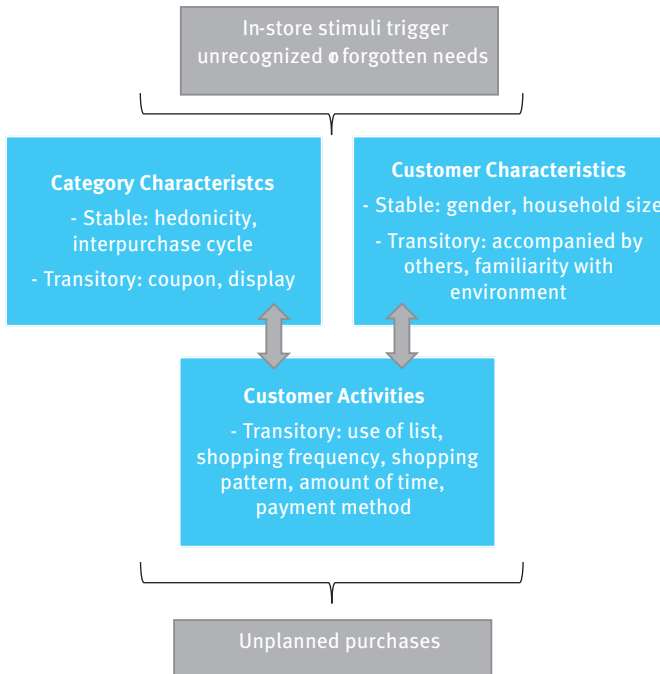 In-store stimuli trigger
unrecognized o forgotten needs
Category Characteristcs
- Stable: hedonicity,
interpurchase cycle
- Transitory: coupon, display
Customer Characteristics
- Stable: gender, household size
- Transitory: accompanied by
others, familiarity with
environment
Customer Activities
- Transitory: use of list,
shopping frequency, shopping
pattern, amount of time,
payment method
Unplanned purchases